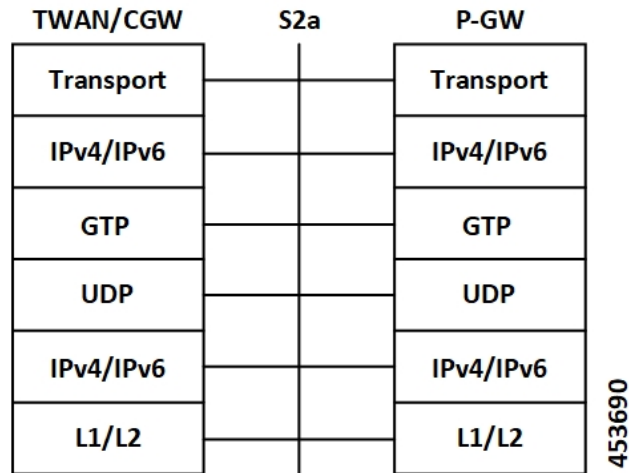 TWAN/CGW S2a P-GW
Transport Transport
IPv4/IPv6 IPv4/IPv6
GTP GTP
UDP UDP
IPv4/IPv6 IPv4/IPv6
L1/L2 L1/L2
453690